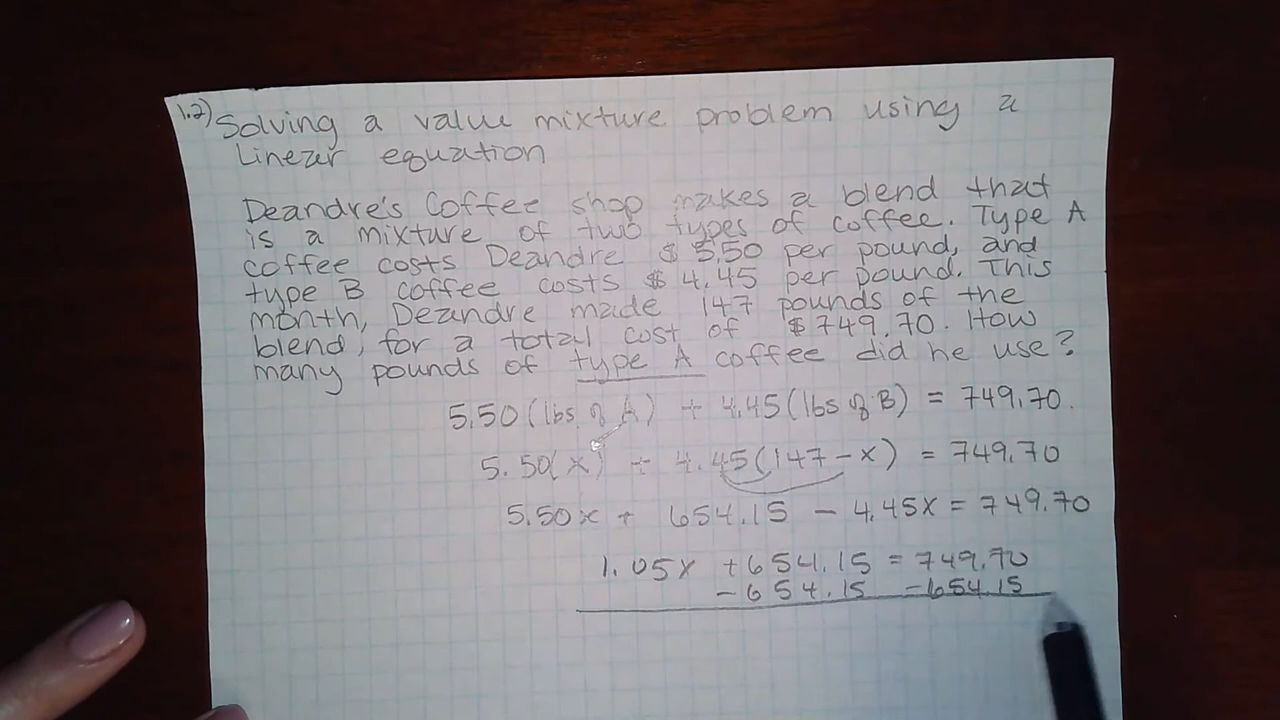 1.2) Solving a value mixture problem using a
linear equation
Deandre's Coffee shop makes a blend that
is a mixture of two types of coffee. Type A
coffee costs Deandre $5.50 per pound, and
type B coffee costs $4.45 per pound. This
month, Deandre made 147 pounds of the
blend, for a total cost of $749.70. How
many pounds of type A coffee did he use?
5.50(lbs of A) + 4.45(lbs of B) = 749.70.
5.50(x) + 4.45(147-x) = 749.70
5.50x + 654.15 - 4.45x = 749.70
1.05x + 654.15 = 749.70
-654.15 -654.15